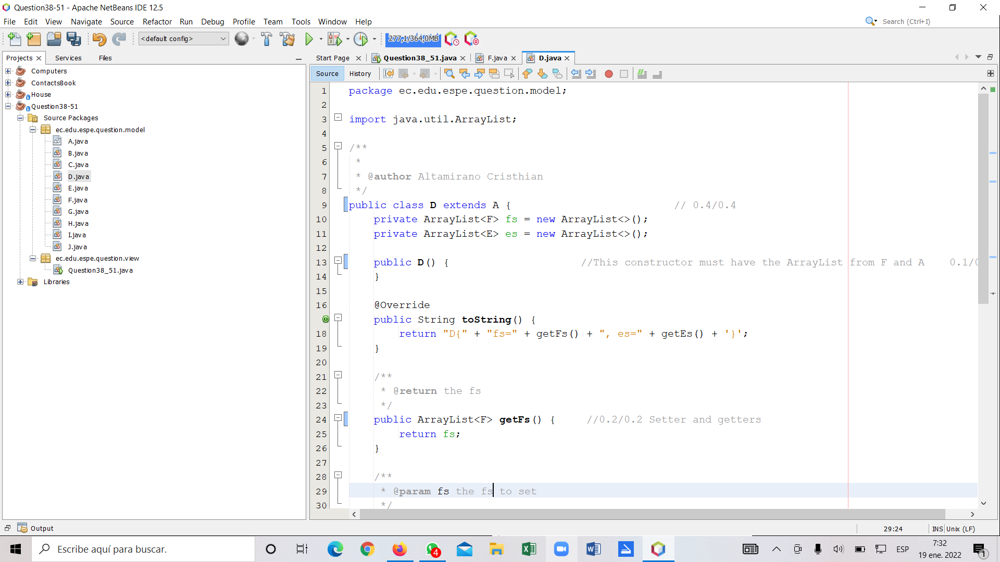 Question38-51 - Apache NetBeans IDE 12.5
File Edit View Navigate Source Refactor Run Debug Profile Team Tools Window Help
Search (Ctrl+I)
<default config>
277,1/364,0MB
Projects
Services
Files
Computers
ContactsBook
House
Question38-51
Source Packages
ec.edu.espe.question.model
A.java
B.java
C.java
D.java
E.java
F.java
G.java
H.java
I.java
J.java
ec.edu.espe.question.view
Question38_51.java
Libraries
Start Page
Question38_51.java
F.java
D.java
Source
History
1 package ec.edu.espe.question.model;
2
3 import java.util.ArrayList;
4
5 /**
6 *
7 * @author Altamirano Cristhian
8 */
9 public class D extends A { // 0.4/0.4
10 private ArrayList<F> fs = new ArrayList<>();
11 private ArrayList<E> es = new ArrayList<>();
12
13 public D() { //This constructor must have the ArrayList from F and A 0.1/
14 }
15
16 @Override
public String toString() {
18 return "D{" + "fs=" + getFs() + ", es=" + getEs() + '}';
19 }
20
21 /**
22 * @return the fs
23 */
24 public ArrayList<F> getFs() { //0.2/0.2 Setter and getters
25 return fs;
26 }
27
28 /**
29 * @param fs the fs to set
30 */
Output
29:24
INS
Unix (LF)
Escribe aquí para buscar.
4
ESP
7:32
19 ene. 2022
1